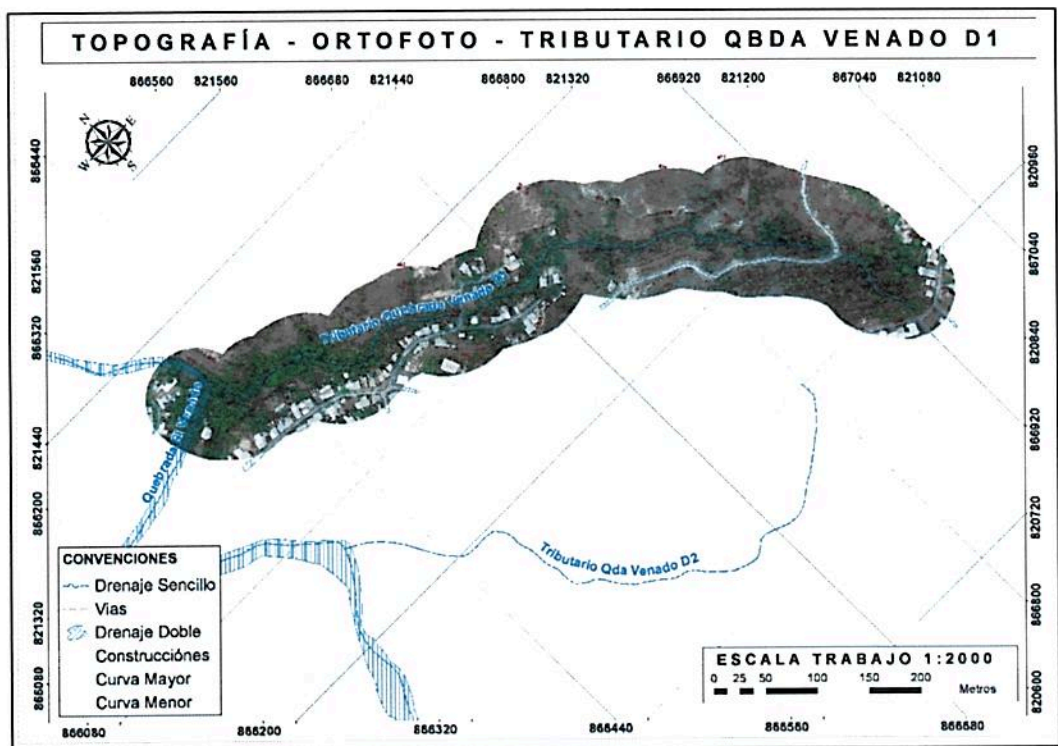 TOPOGRAFÍA - ORTOFOTO - TRIBUTARIO QBDA VENADO D1
866560 821560 866680 821440 866800 821320 866920 821200 867040 821080
N E W S
866440
821560
866320
821440
866200
821320
866080
820960
867040
820840
866920
820720
866800
820600
Tributario Quebrada Venado
Quebrada El Venado
Tributario Qda Venado D2
CONVENCIONES
Drenaje Sencillo
Vias
Drenaje Doble
Construcciónes
Curva Mayor
Curva Menor
ESCALA TRABAJO 1:2000
0 25 50 100 150 200
Metros
866080 866200 866320 866440 866560 866680